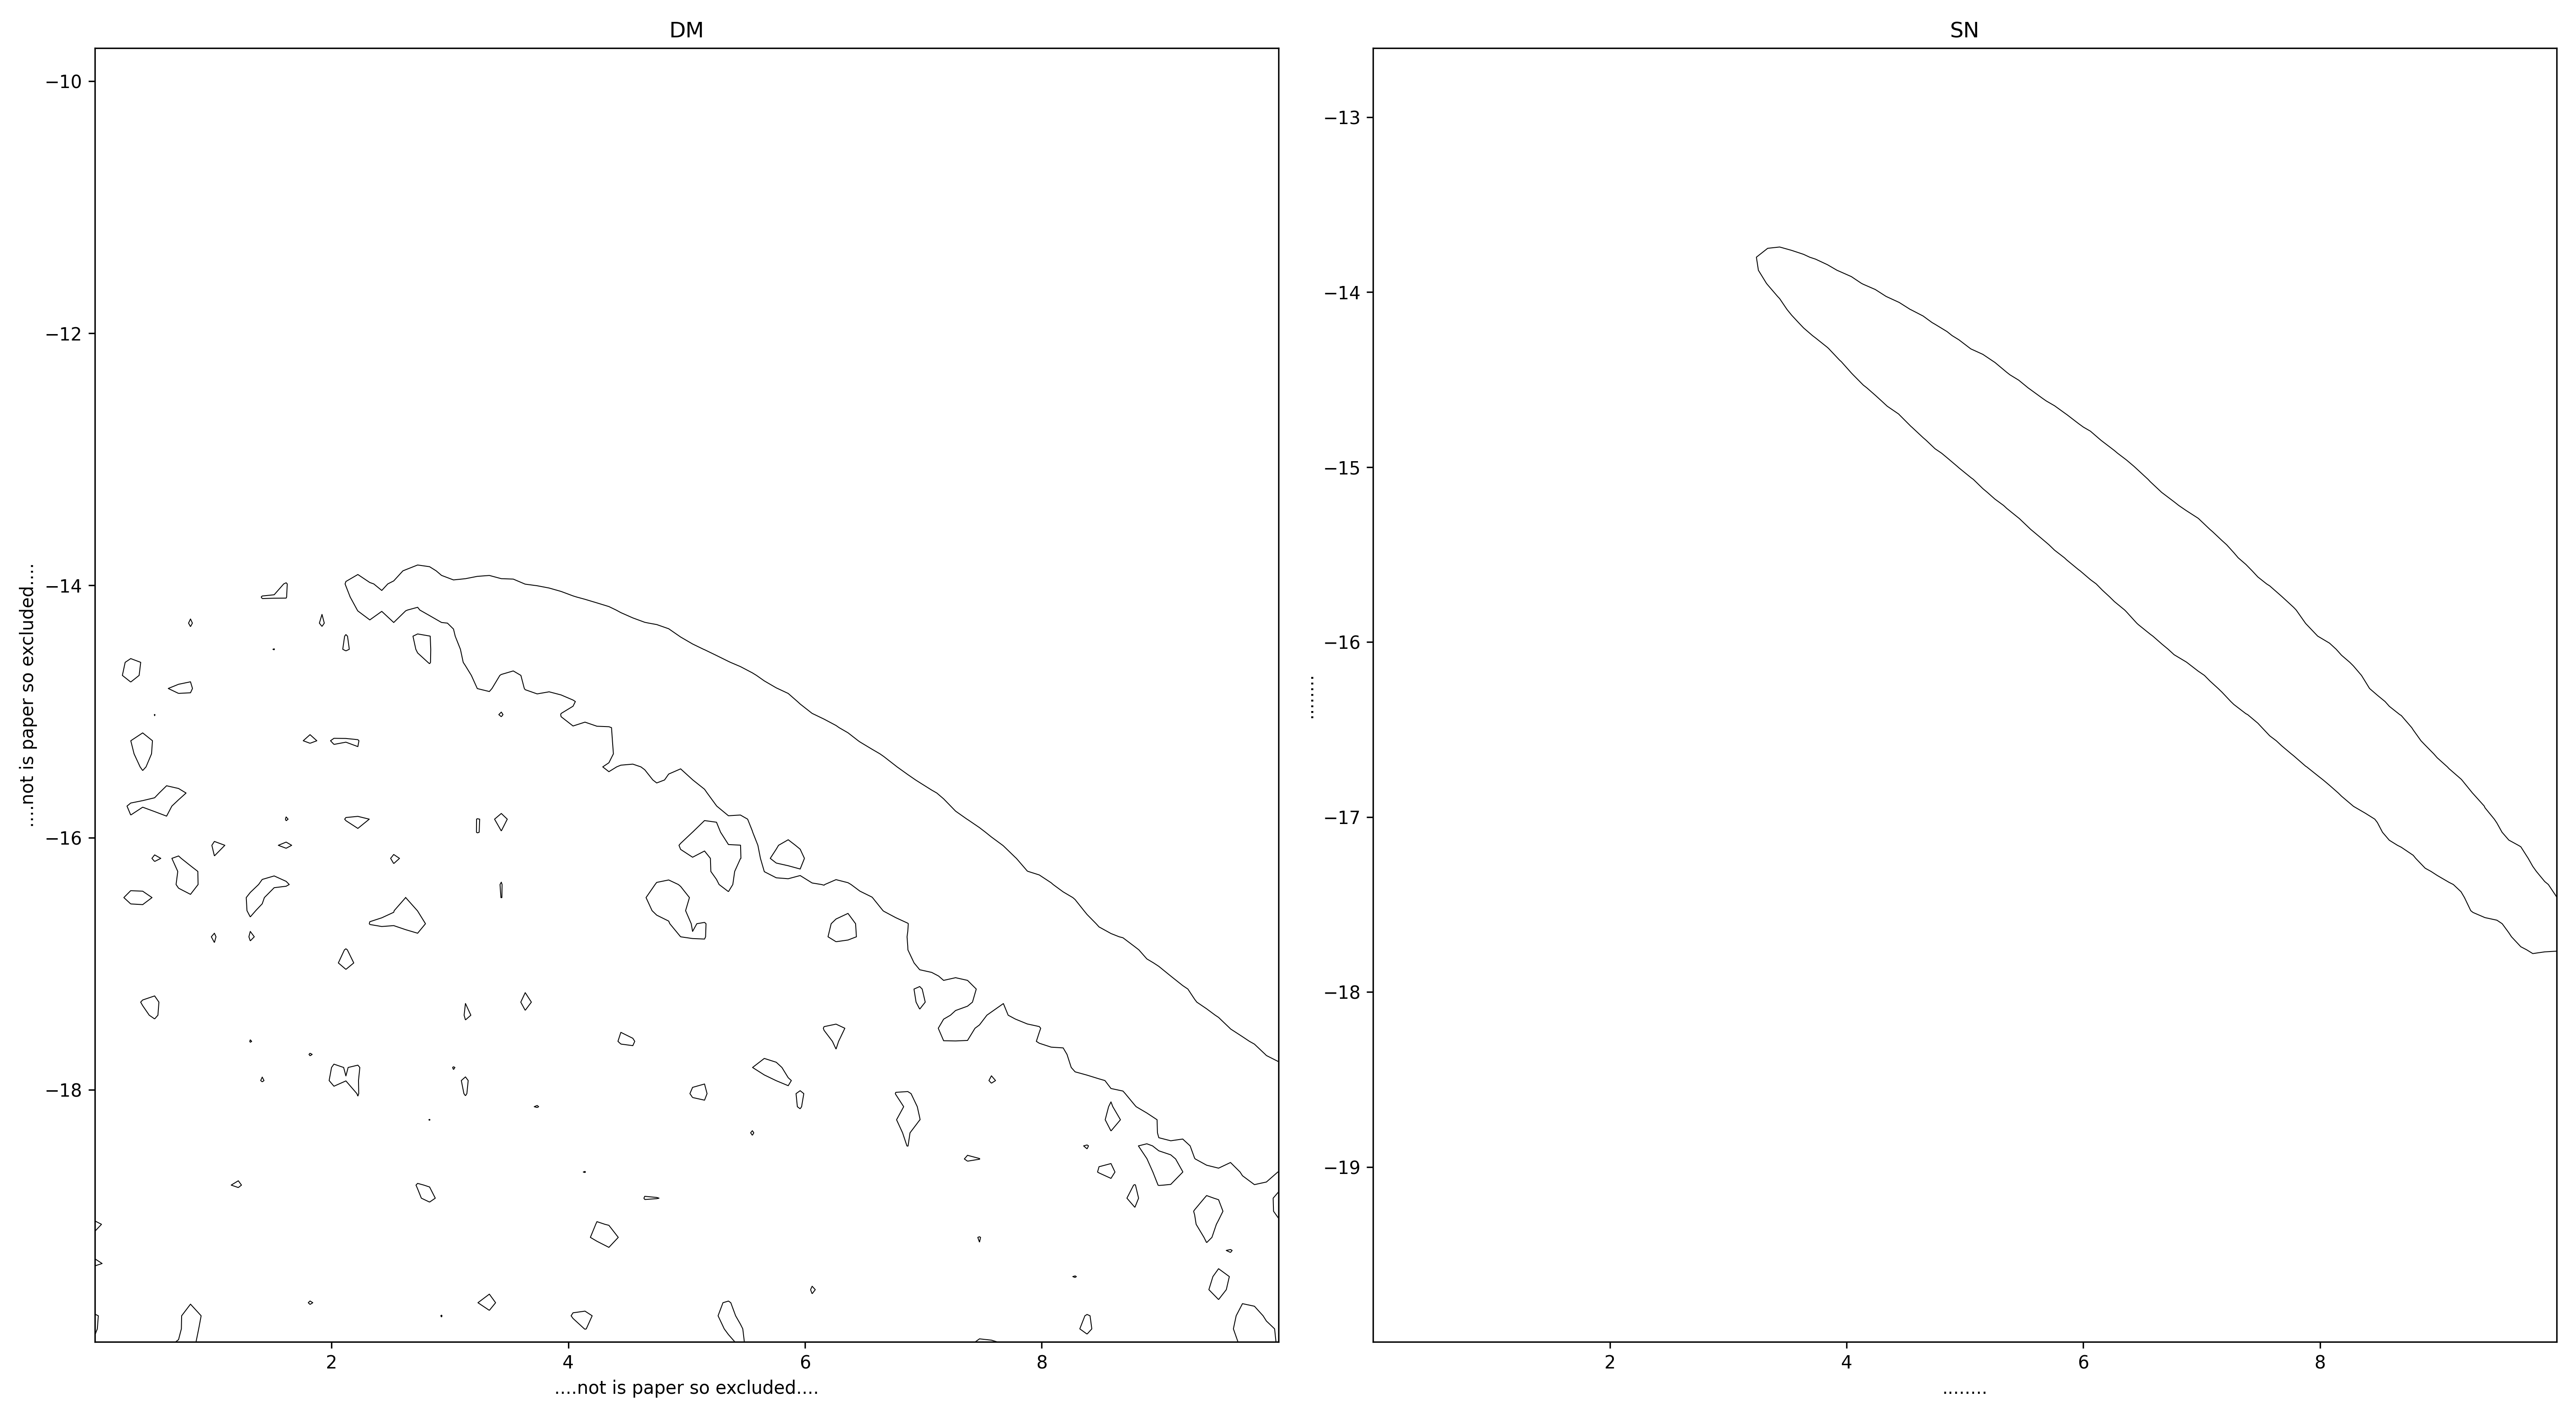 DM
−10
−12
−14
−16
−18
2 4 6 8
....not is paper so excluded....
....not is paper so excluded....
SN
−13
−14
−15
−16
−17
−18
−19
2 4 6 8
........
........